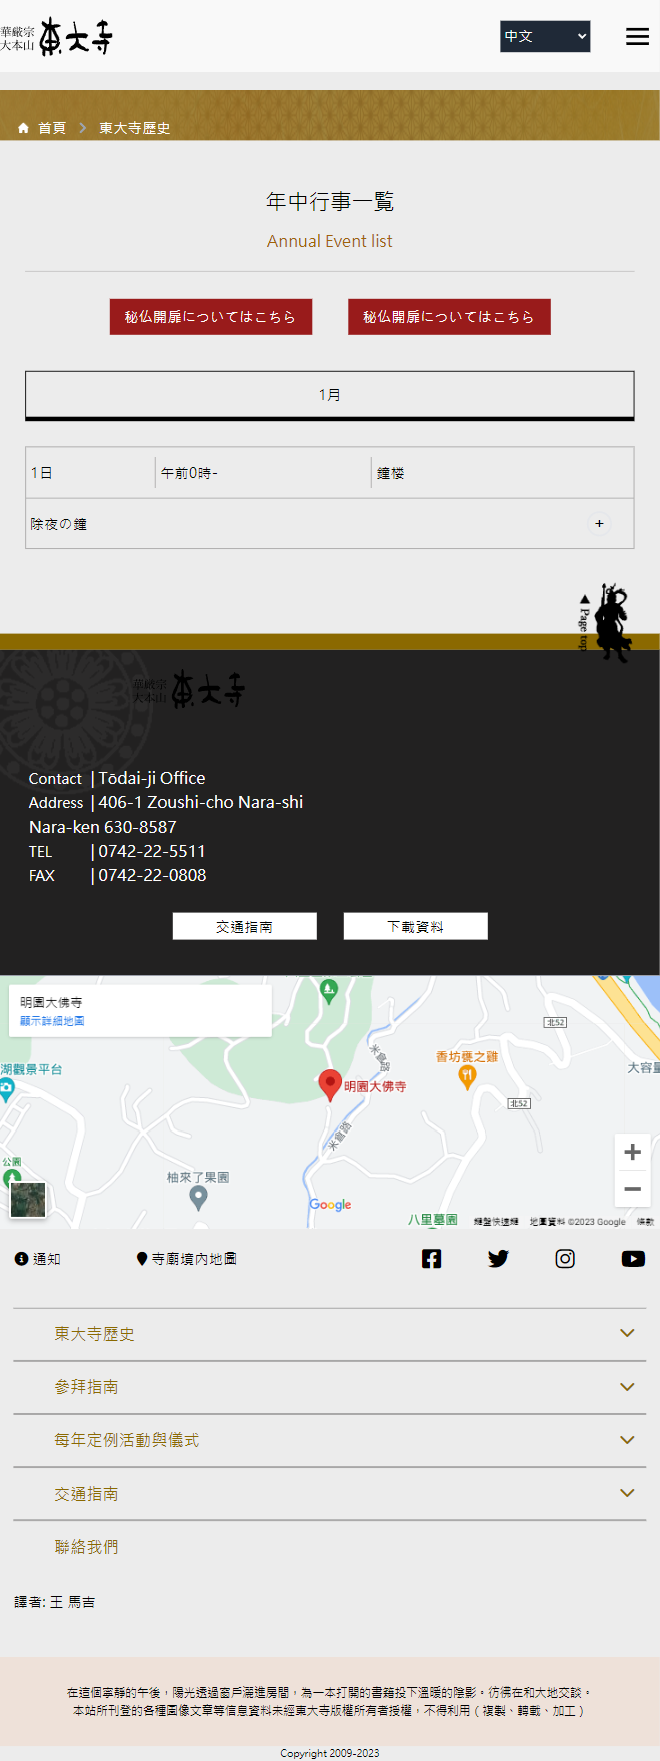 華厳宗
大本山 東大寺
中文
首頁 東大寺歷史
年中行事一覧
Annual Event list
秘仏開扉についてはこちら 秘仏開扉についてはこちら
1月
1日 午前0時- 鐘楼
除夜の鐘 +
▲ Page top
華厳宗
大本山 東大寺
Contact | Tōdai-ji Office
Address | 406-1 Zoushi-cho Nara-shi
Nara-ken 630-8587
TEL | 0742-22-5511
FAX | 0742-22-0808
交通指南 下載資料
明園大佛寺
顯示詳細地圖
北52
米倉路
香坊甕之雞
湖觀景平台
大容量
明園大佛寺
北52
米倉路
公園
柚來了果園
Google
八里墓園
鍵盤快速鍵 地圖資料 ©2023 Google 條款
通知 寺廟境內地圖
東大寺歷史
參拜指南
每年定例活動與儀式
交通指南
聯絡我們
譯者: 王 馬吉
在這個寧靜的午後，陽光透過窗戶灑進房間，為一本打開的書籍投下溫暖的陰影。彷彿在和大地交談。
本站所刊登的各種圖像文章等信息資料未經東大寺版權所有者授權，不得利用（複製、轉載、加工）
Copyright 2009-2023